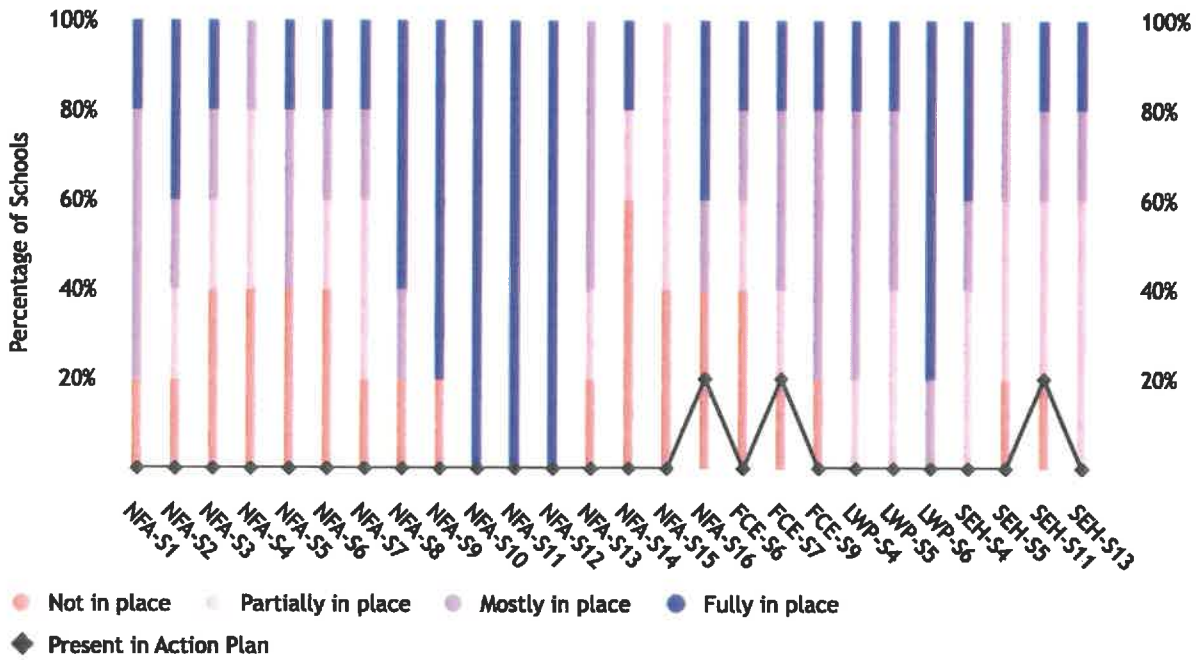 100%
80%
60%
40%
20%
Percentage of Schools
100%
80%
60%
40%
20%
NFA-S1
NFA-S2
NFA-S3
NFA-S4
NFA-S5
NFA-S6
NFA-S7
NFA-S8
NFA-S9
NFA-S10
NFA-S11
NFA-S12
NFA-S13
NFA-S14
NFA-S15
NFA-S16
FCE-S6
FCE-S7
FCE-S9
LWP-S4
LWP-S5
LWP-S6
SEH-S4
SEH-S5
SEH-S11
SEH-S13
Not in place Partially in place Mostly in place Fully in place
Present in Action Plan